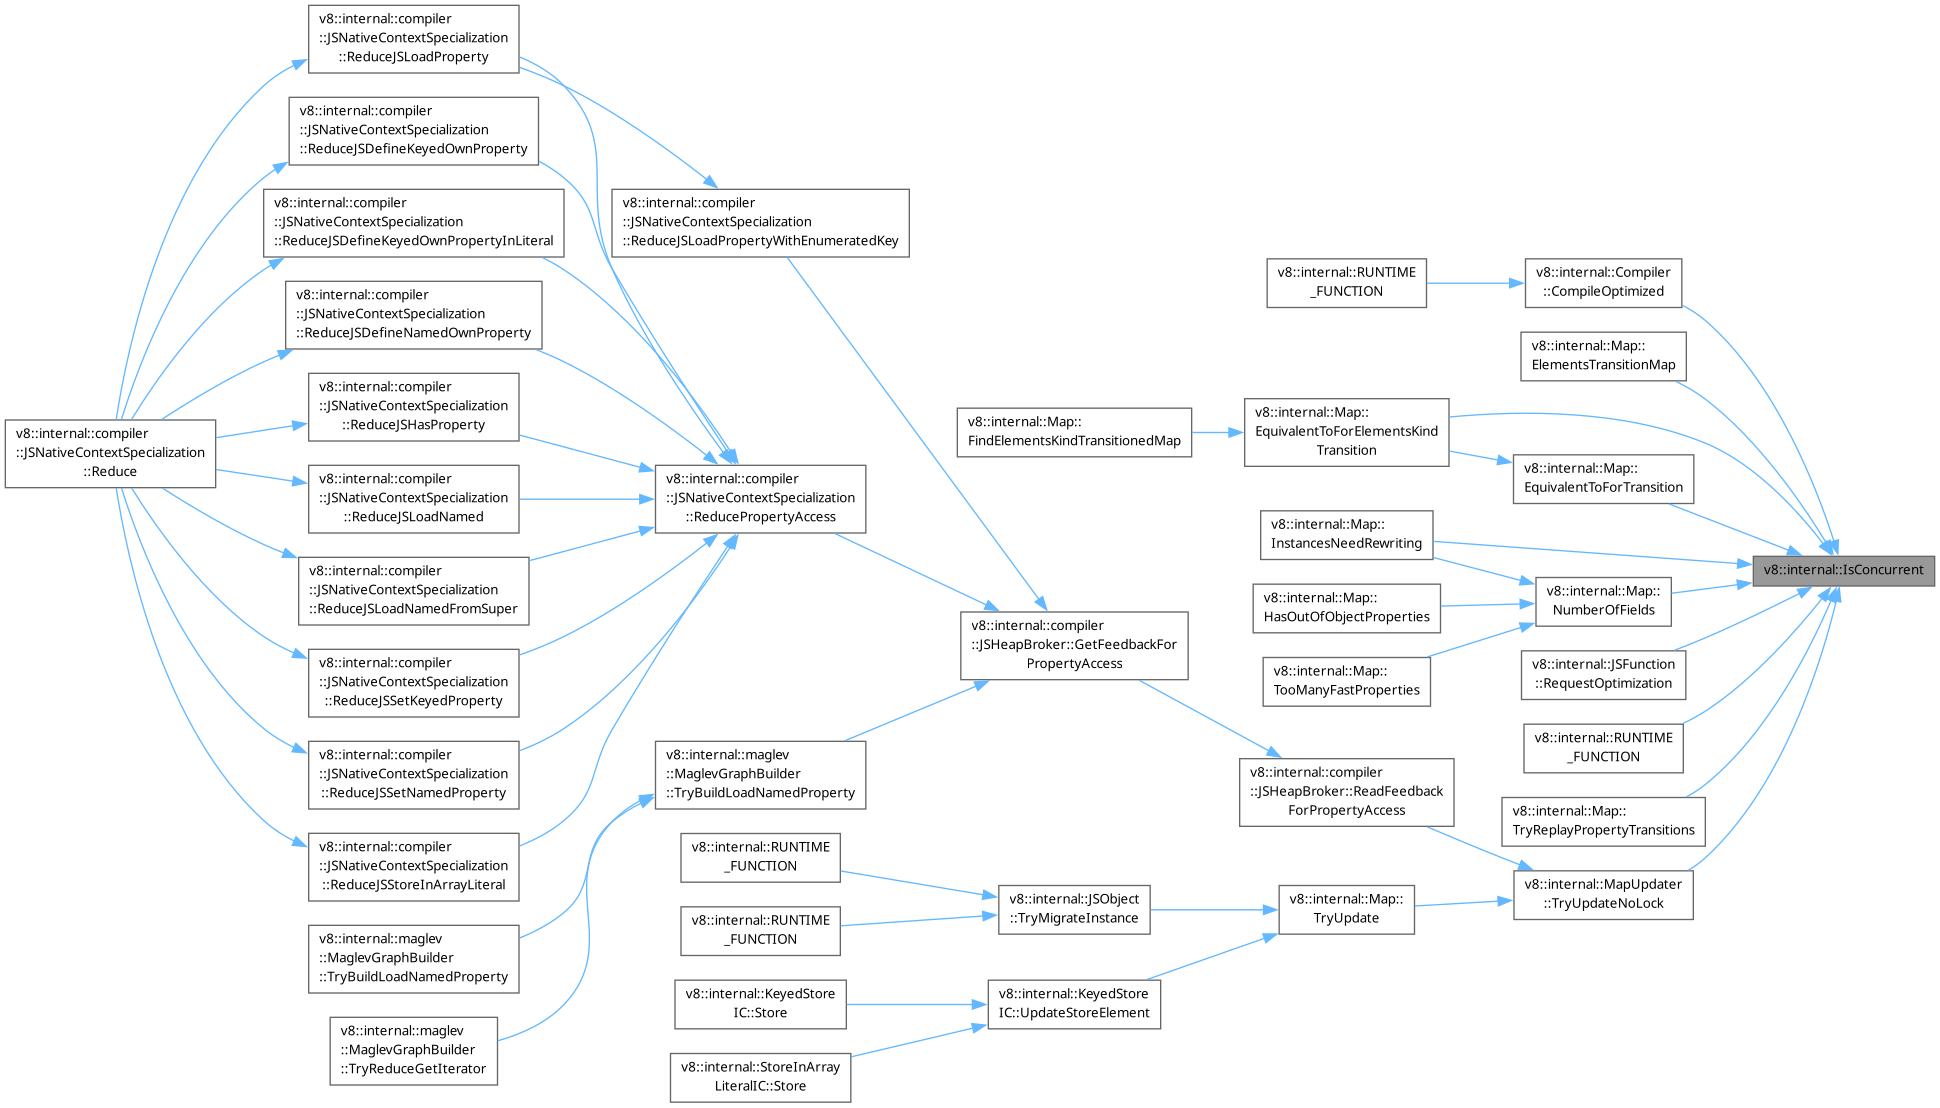 v8::internal::compiler
::JSNativeContextSpecialization
::ReduceJSLoadProperty
v8::internal::compiler
::JSNativeContextSpecialization
::ReduceJSDefineKeyedOwnProperty
v8::internal::compiler
::JSNativeContextSpecialization
::ReduceJSDefineKeyedOwnPropertyInLiteral
v8::internal::compiler
::JSNativeContextSpecialization
::ReduceJSDefineNamedOwnProperty
v8::internal::compiler
::JSNativeContextSpecialization
::ReduceJSHasProperty
v8::internal::compiler
::JSNativeContextSpecialization
::Reduce
v8::internal::compiler
::JSNativeContextSpecialization
::ReduceJSLoadNamed
v8::internal::compiler
::JSNativeContextSpecialization
::ReduceJSLoadNamedFromSuper
v8::internal::compiler
::JSNativeContextSpecialization
::ReduceJSSetKeyedProperty
v8::internal::compiler
::JSNativeContextSpecialization
::ReduceJSSetNamedProperty
v8::internal::compiler
::JSNativeContextSpecialization
::ReduceJSStoreInArrayLiteral
v8::internal::maglev
::MaglevGraphBuilder
::TryBuildLoadNamedProperty
v8::internal::maglev
::MaglevGraphBuilder
::TryReduceGetIterator
v8::internal::compiler
::JSNativeContextSpecialization
::ReduceJSLoadPropertyWithEnumeratedKey
v8::internal::compiler
::JSNativeContextSpecialization
::ReducePropertyAccess
v8::internal::maglev
::MaglevGraphBuilder
::TryBuildLoadNamedProperty
v8::internal::RUNTIME
_FUNCTION
v8::internal::RUNTIME
_FUNCTION
v8::internal::KeyedStore
IC::Store
v8::internal::StoreInArray
LiteralIC::Store
v8::internal::Map::
FindElementsKindTransitionedMap
v8::internal::compiler
::JSHeapBroker::GetFeedbackFor
PropertyAccess
v8::internal::JSObject
::TryMigrateInstance
v8::internal::KeyedStore
IC::UpdateStoreElement
v8::internal::RUNTIME
_FUNCTION
v8::internal::Map::
EquivalentToForElementsKind
Transition
v8::internal::Map::
InstancesNeedRewriting
v8::internal::Map::
HasOutOfObjectProperties
v8::internal::Map::
TooManyFastProperties
v8::internal::compiler
::JSHeapBroker::ReadFeedback
ForPropertyAccess
v8::internal::Map::
TryUpdate
v8::internal::Compiler
::CompileOptimized
v8::internal::Map::
ElementsTransitionMap
v8::internal::Map::
EquivalentToForTransition
v8::internal::Map::
NumberOfFields
v8::internal::JSFunction
::RequestOptimization
v8::internal::RUNTIME
_FUNCTION
v8::internal::Map::
TryReplayPropertyTransitions
v8::internal::MapUpdater
::TryUpdateNoLock
v8::internal::IsConcurrent